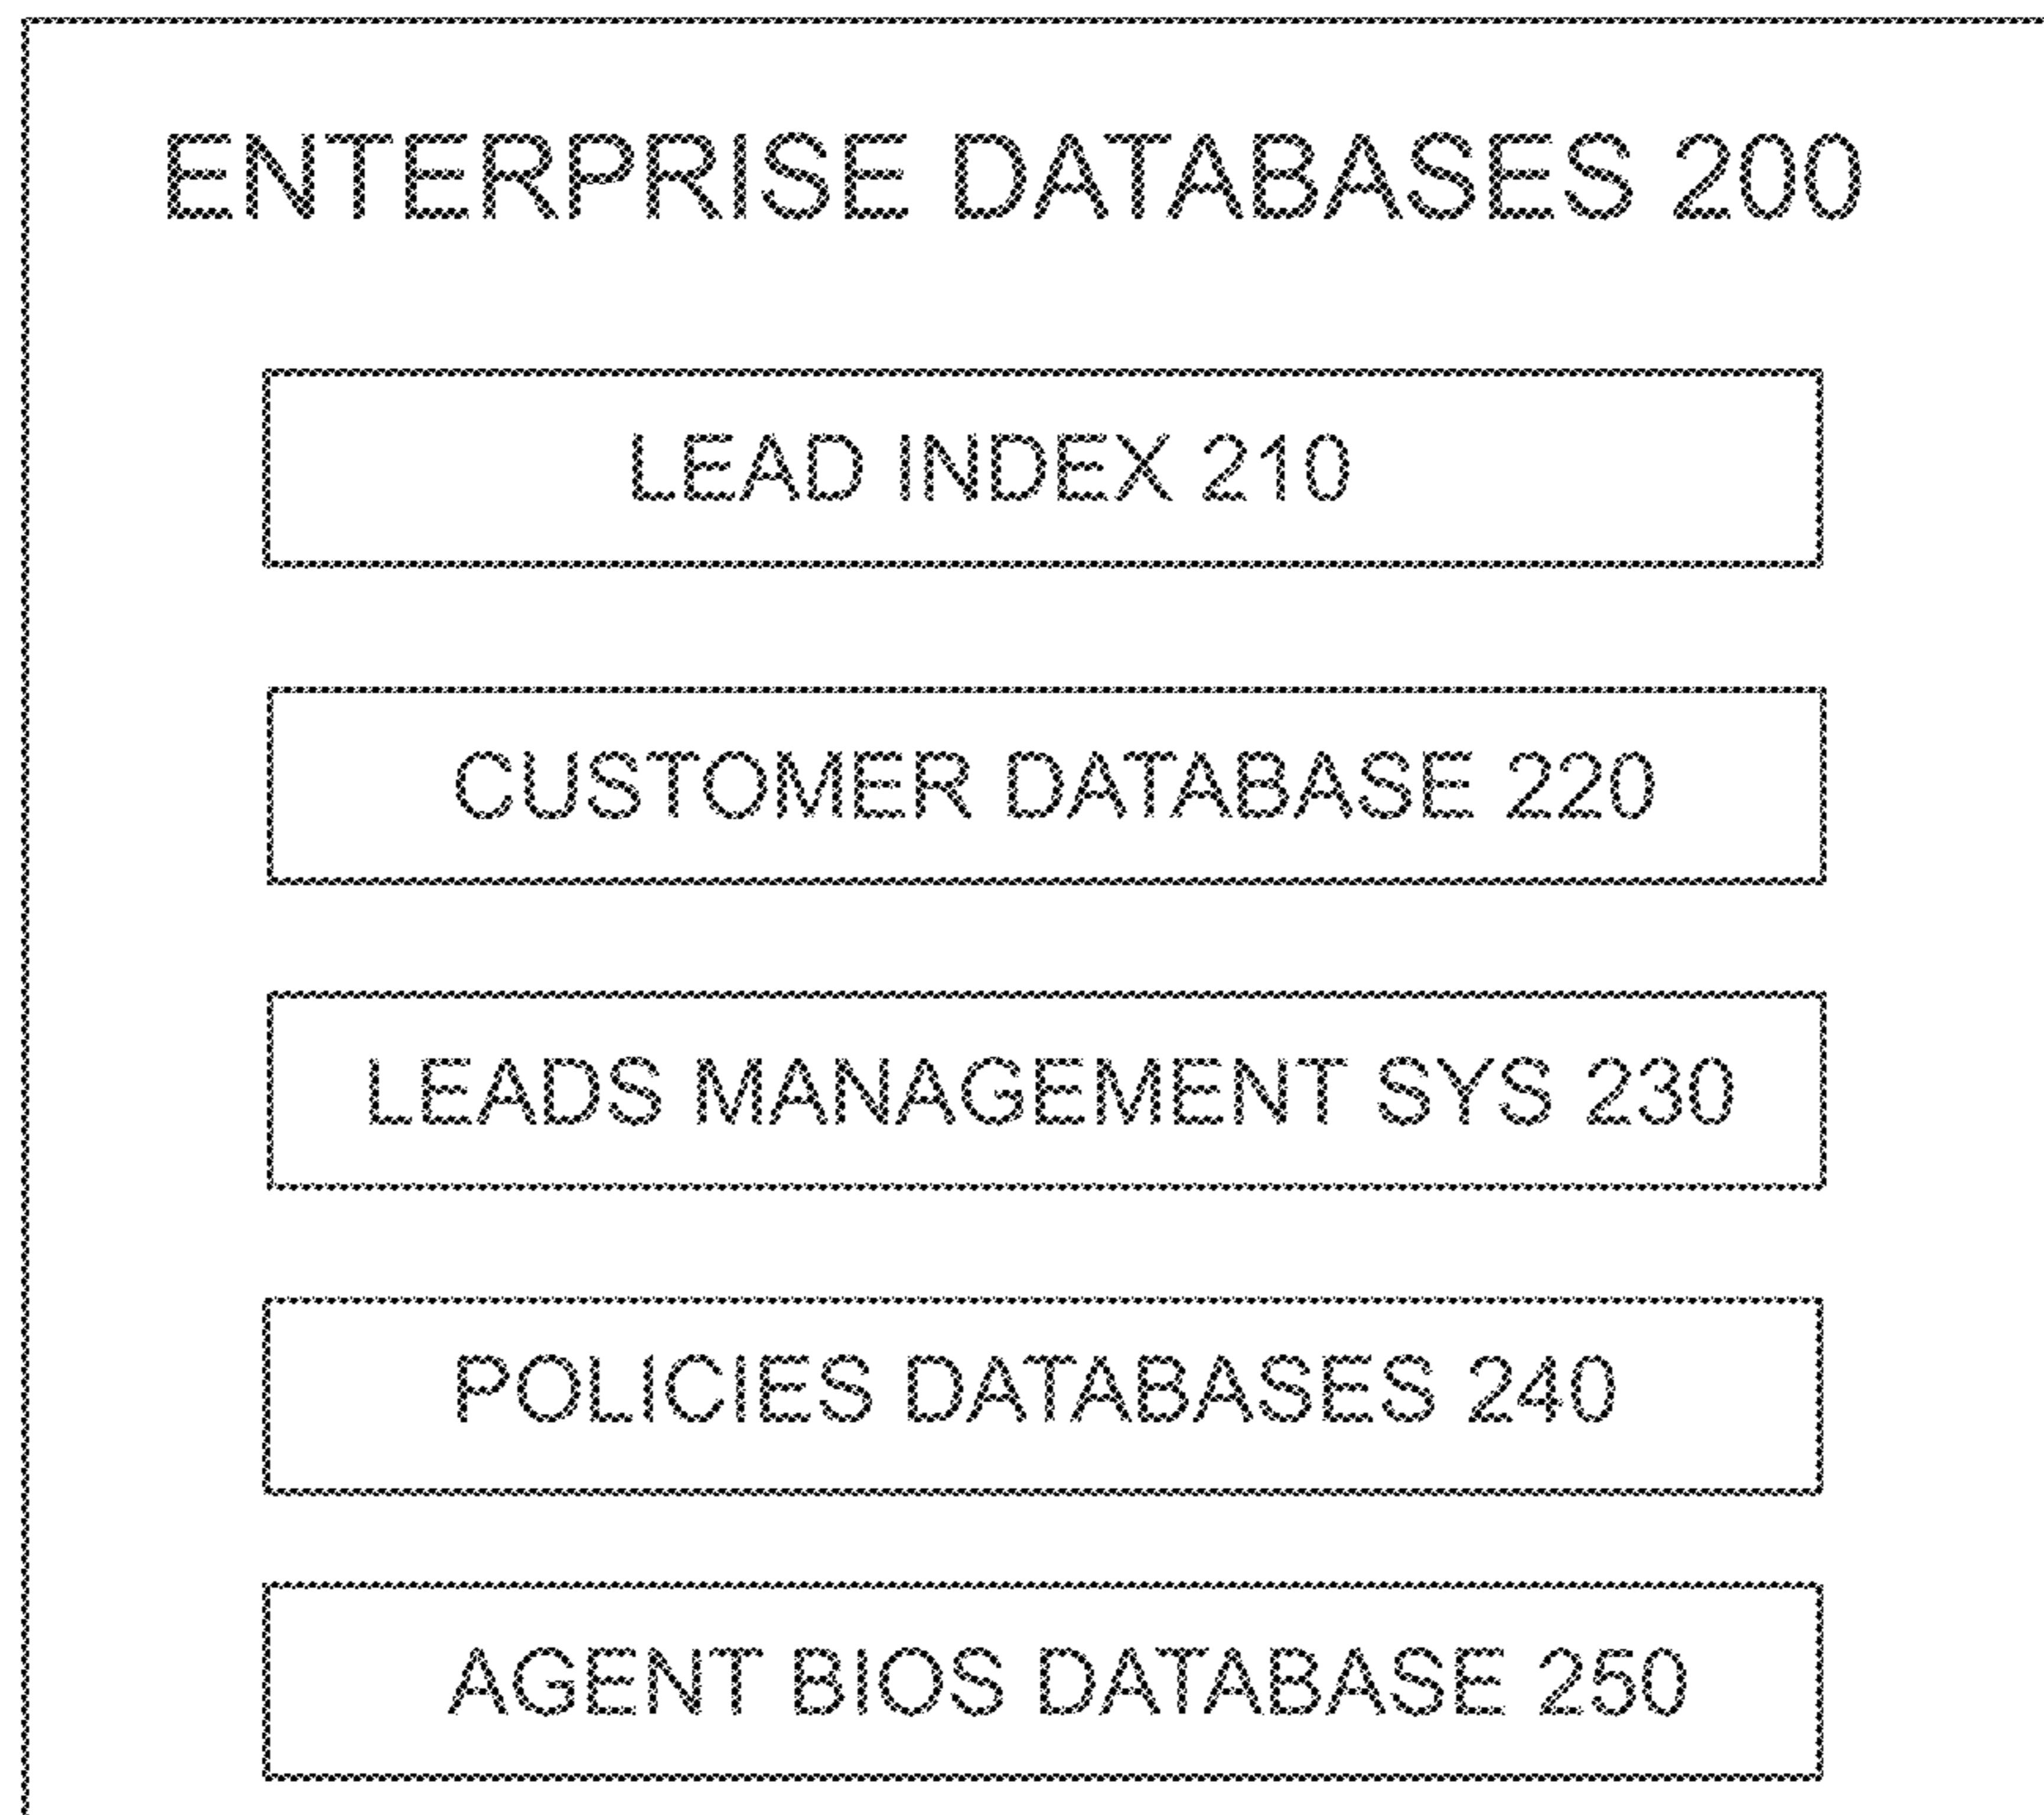 ENTERPRISE DATABASES 200
LEAD INDEX 210
CUSTOMER DATABASE 220
LEADS MANAGEMENT SYS 230
POLICIES DATABASES 240
AGENT BIOS DATABASE 250